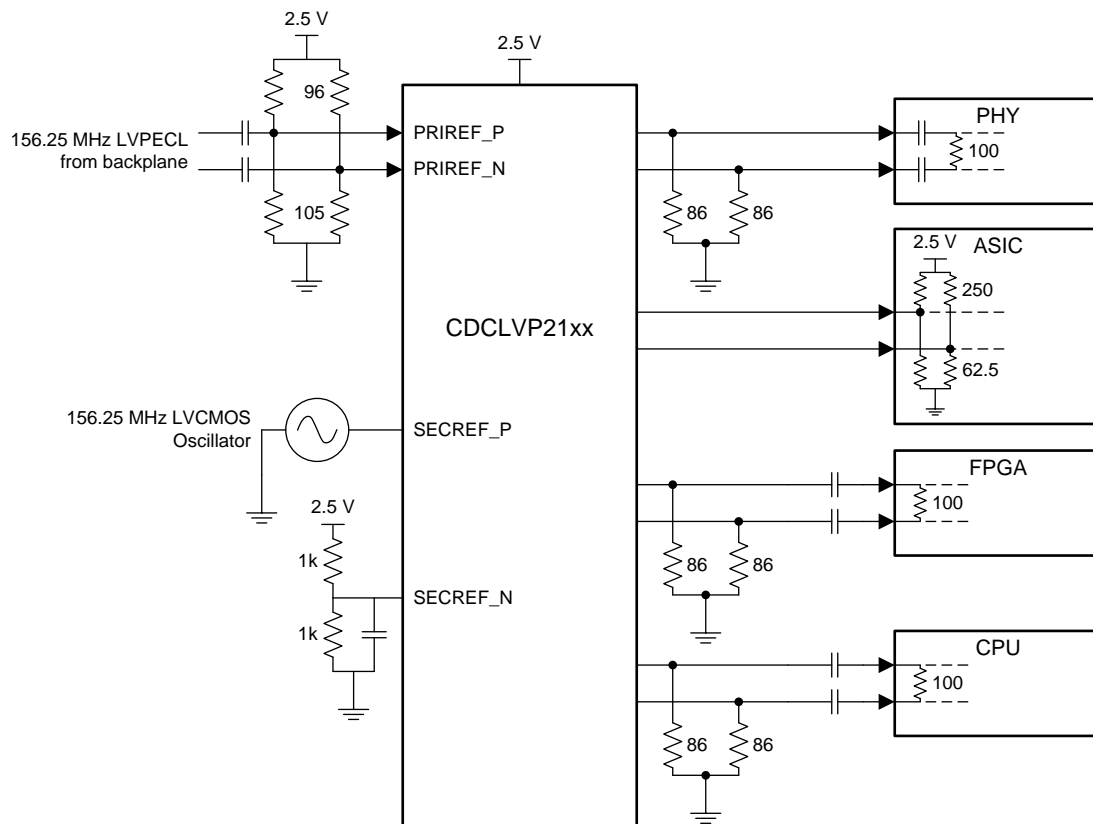 2.5 V
96
156.25 MHz LVPECL
from backplane
105
2.5 V
PRIREF_P
PRIREF_N
CDCLVP21xx
156.25 MHz LVCMOS
Oscillator
SECREF_P
2.5 V
1k
SECREF_N
1k
86
86
PHY
100
ASIC
2.5 V
250
62.5
86
86
FPGA
100
86
86
CPU
100